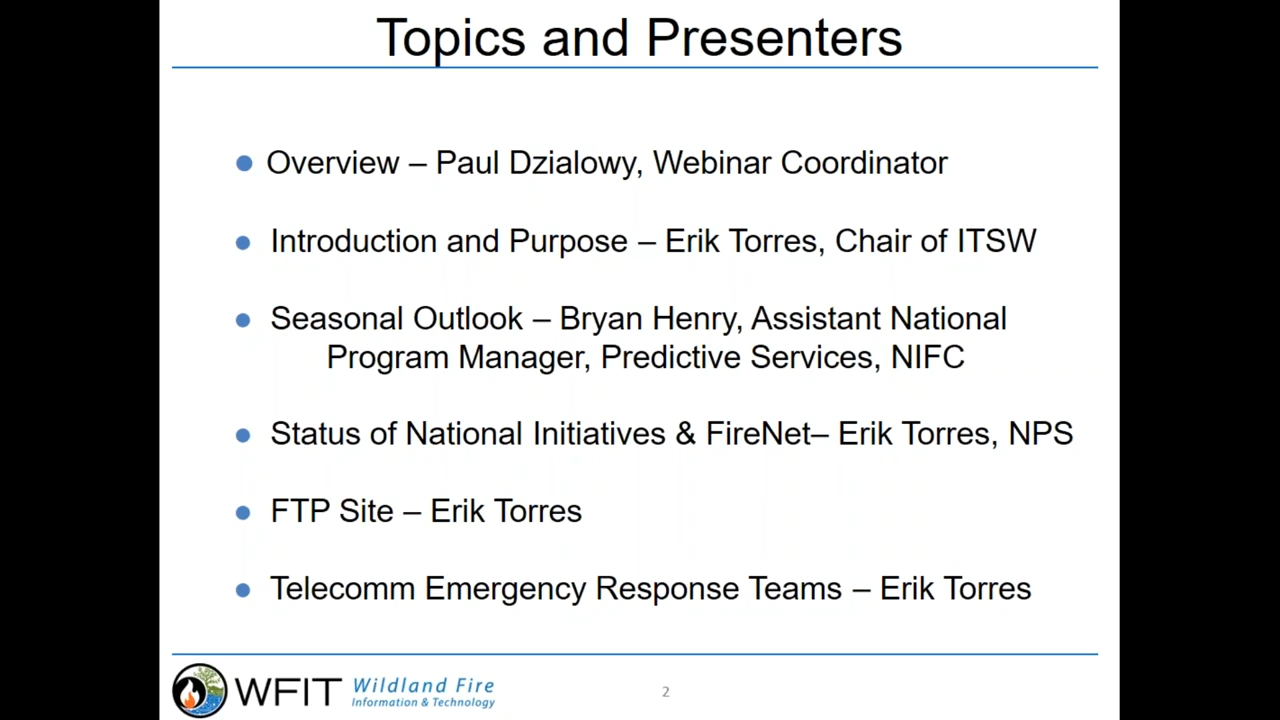 Topics and Presenters
Overview – Paul Dzialowy, Webinar Coordinator
Introduction and Purpose – Erik Torres, Chair of ITSW
Seasonal Outlook – Bryan Henry, Assistant National
Program Manager, Predictive Services, NIFC
Status of National Initiatives & FireNet– Erik Torres, NPS
FTP Site – Erik Torres
Telecomm Emergency Response Teams – Erik Torres
WFIT Wildland Fire
Information & Technology
2